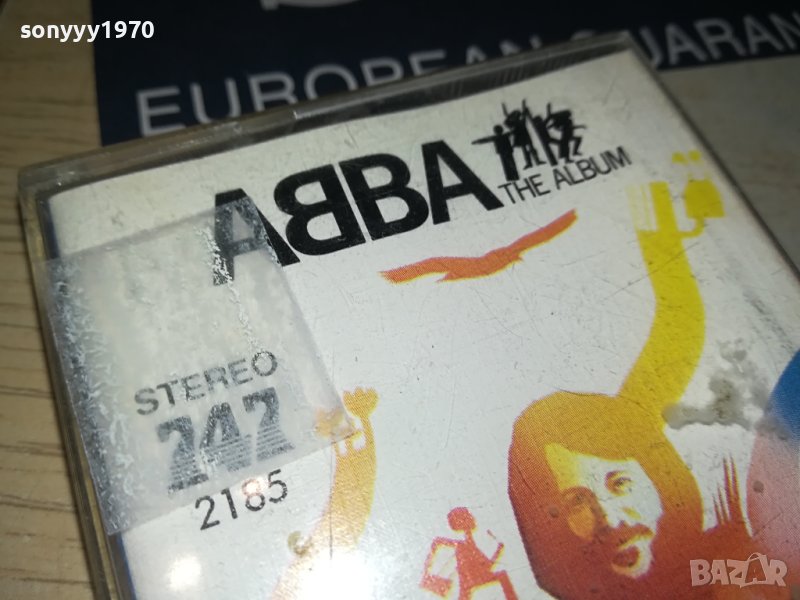 sonyyy1970
EUROPEAN GUARAN
ABBA
THE ALBUM
STEREO
242
2185
BAZAR